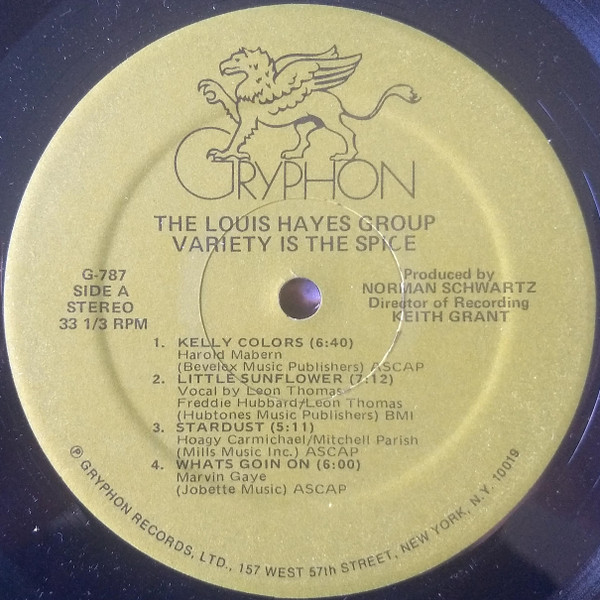 GRYPHON
THE LOUIS HAYES GROUP
VARIETY IS THE SPICE
G-787
SIDE A
STEREO
33 1/3 RPM
Produced by
NORMAN SCHWARTZ
Director of Recording
KEITH GRANT
1. KELLY COLORS (6:40)
Harold Mabern
(Bevelex Music Publishers) ASCAP
2. LITTLE SUNFLOWER (7:12)
Vocal by Leon Thomas
Freddie Hubbard/Leon Thomas
(Hubtones Music Publishers) BMI
3. STARDUST (5:11)
Hoagy Carmichael/Mitchell Parish
(Mills Music Inc.) ASCAP
4. WHATS GOIN ON (6:00)
Marvin Gaye
(Jobette Music) ASCAP
Ⓟ GRYPHON RECORDS, LTD., 157 WEST 57th STREET, NEW YORK, N.Y. 10019